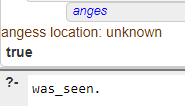 anges
angess location: unknown
true
?- was_seen.